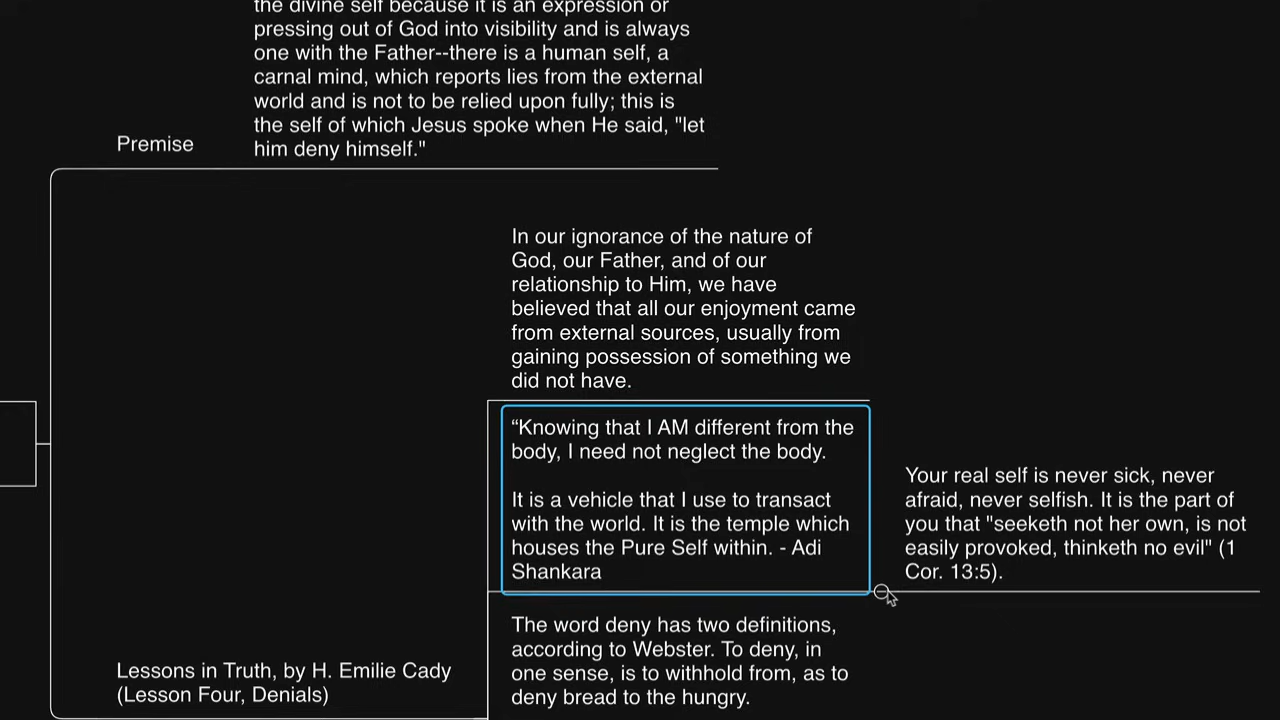 the divine self because it is an expression or
pressing out of God into visibility and is always
one with the Father--there is a human self, a
carnal mind, which reports lies from the external
world and is not to be relied upon fully; this is
the self of which Jesus spoke when He said, "let
him deny himself."
Premise
In our ignorance of the nature of
God, our Father, and of our
relationship to Him, we have
believed that all our enjoyment came
from external sources, usually from
gaining possession of something we
did not have.
“Knowing that I AM different from the
body, I need not neglect the body.
It is a vehicle that I use to transact
with the world. It is the temple which
houses the Pure Self within. - Adi
Shankara
Your real self is never sick, never
afraid, never selfish. It is the part of
you that "seeketh not her own, is not
easily provoked, thinketh no evil" (1
Cor. 13:5).
The word deny has two definitions,
according to Webster. To deny, in
one sense, is to withhold from, as to
deny bread to the hungry.
Lessons in Truth, by H. Emilie Cady
(Lesson Four, Denials)